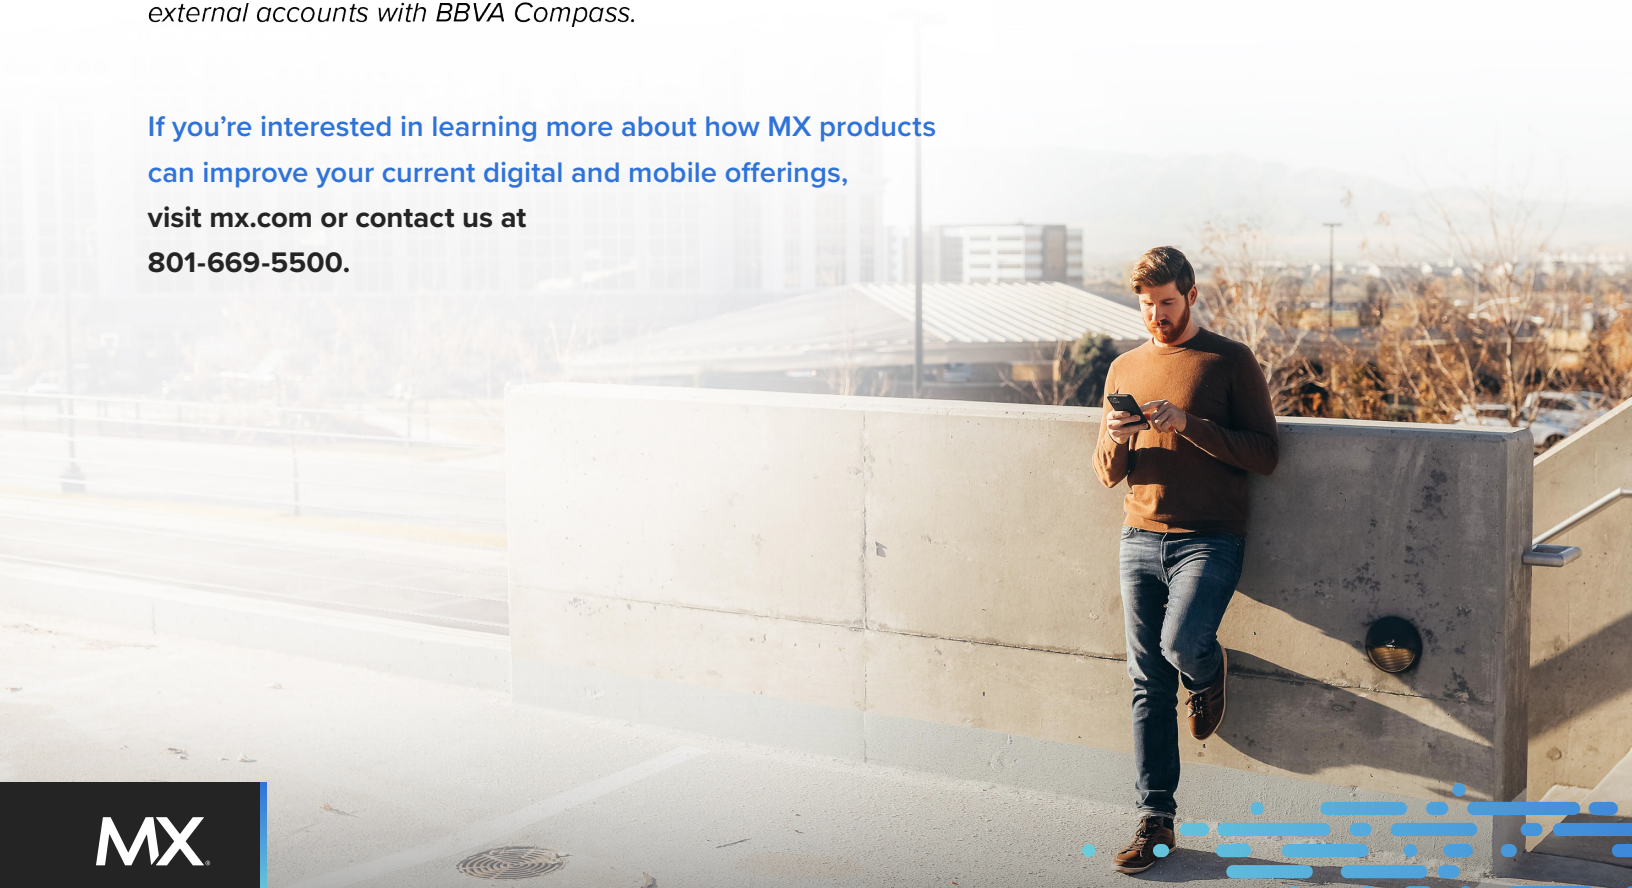 external accounts with BBVA Compass.
If you’re interested in learning more about how MX products
can improve your current digital and mobile offerings,
visit mx.com or contact us at
801-669-5500.
MX